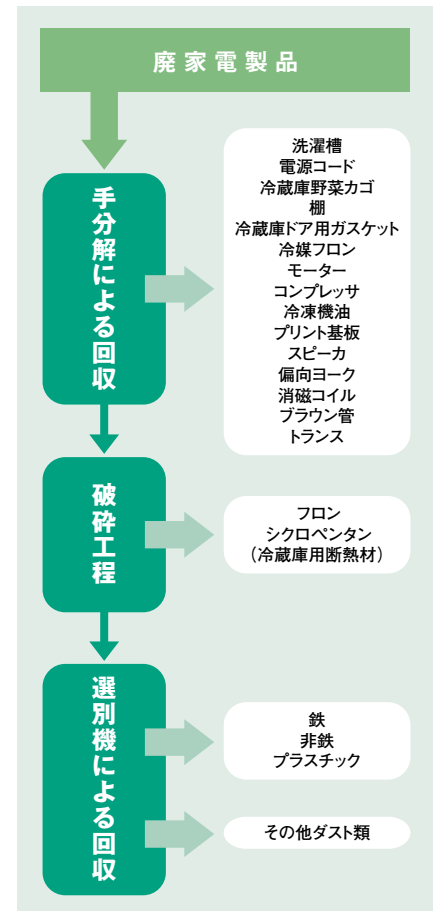 廃家電製品
手分解による回収
洗濯槽
電源コード
冷蔵庫野菜カゴ
棚
冷蔵庫ドア用ガスケット
冷媒フロン
モーター
コンプレッサ
冷凍機油
プリント基板
スピーカ
偏向ヨーク
消磁コイル
ブラウン管
トランス
破砕工程
フロン
シクロペンタン
(冷蔵庫用断熱材)
選別機による回収
鉄
非鉄
プラスチック
その他ダスト類